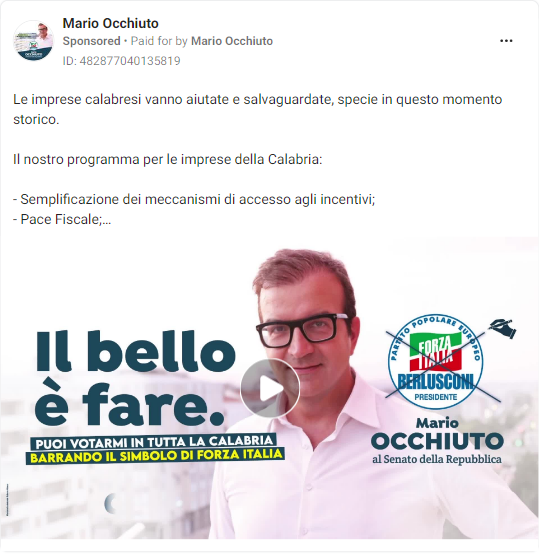 Mario Occhiuto
Sponsored • Paid for by Mario Occhiuto
ID: 482877040135819
Le imprese calabresi vanno aiutate e salvaguardate, specie in questo momento
storico.
Il nostro programma per le imprese della Calabria:
- Semplificazione dei meccanismi di accesso agli incentivi;
- Pace Fiscale;...
Il bello
è fare.
PUOI VOTARMI IN TUTTA LA CALABRIA
BARRANDO IL SIMBOLO DI FORZA ITALIA
PARTITO POPOLARE EUROPEO
FORZA
ITALIA
BERLUSCONI
PRESIDENTE
Mario
OCCHIUTO
al Senato della Repubblica